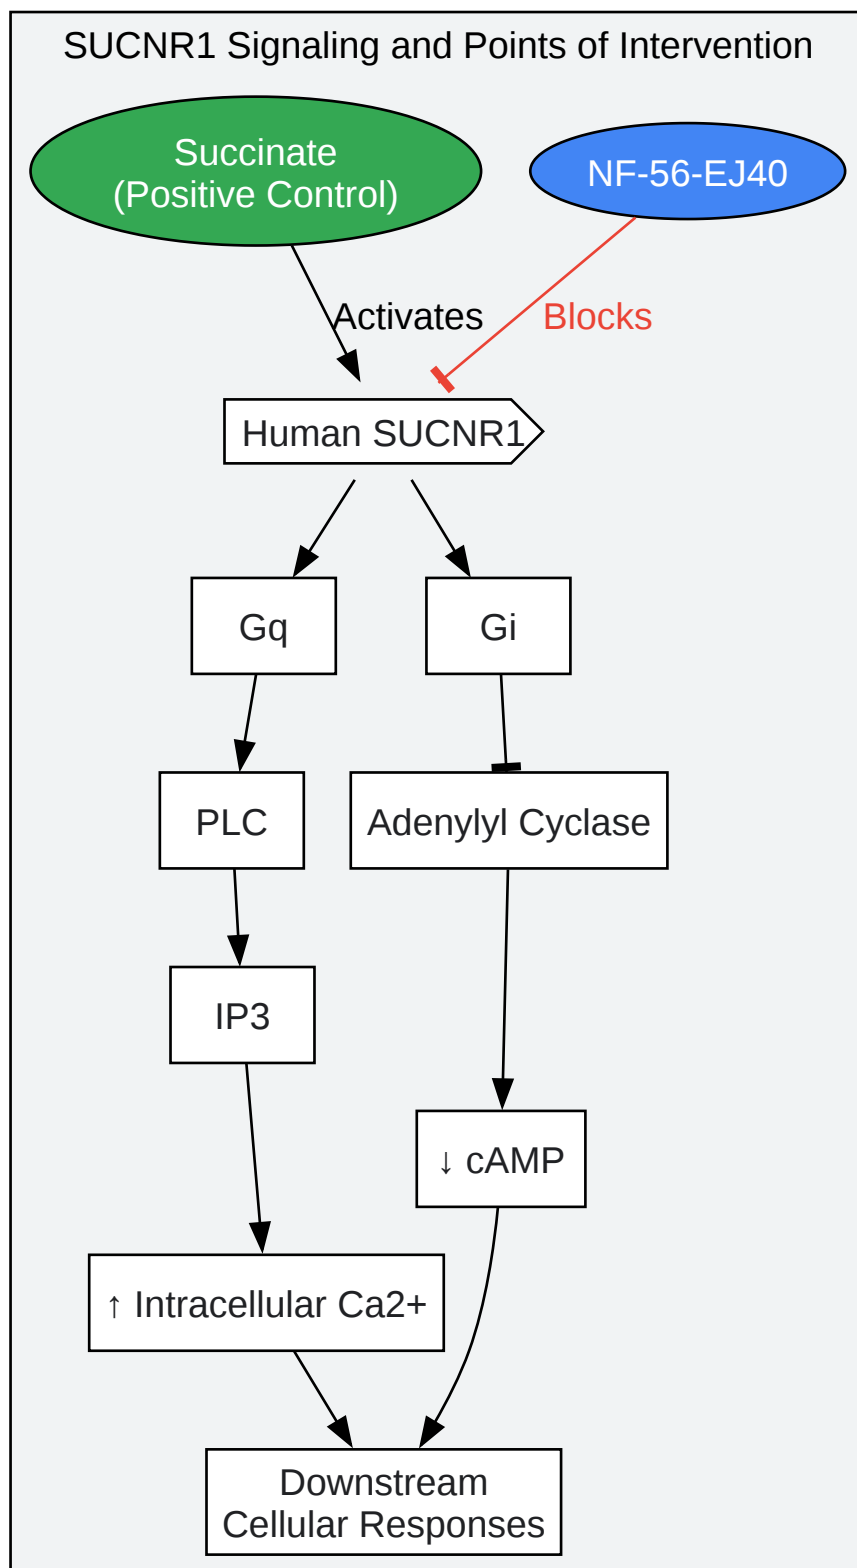 SUCNR1 Signaling and Points of Intervention
Succinate
(Positive Control)
NF-56-EJ40
Activates
Blocks
Human SUCNR1
Gq
Gi
PLC
Adenylyl Cyclase
IP3
↓ cAMP
↑ Intracellular Ca2+
Downstream
Cellular Responses